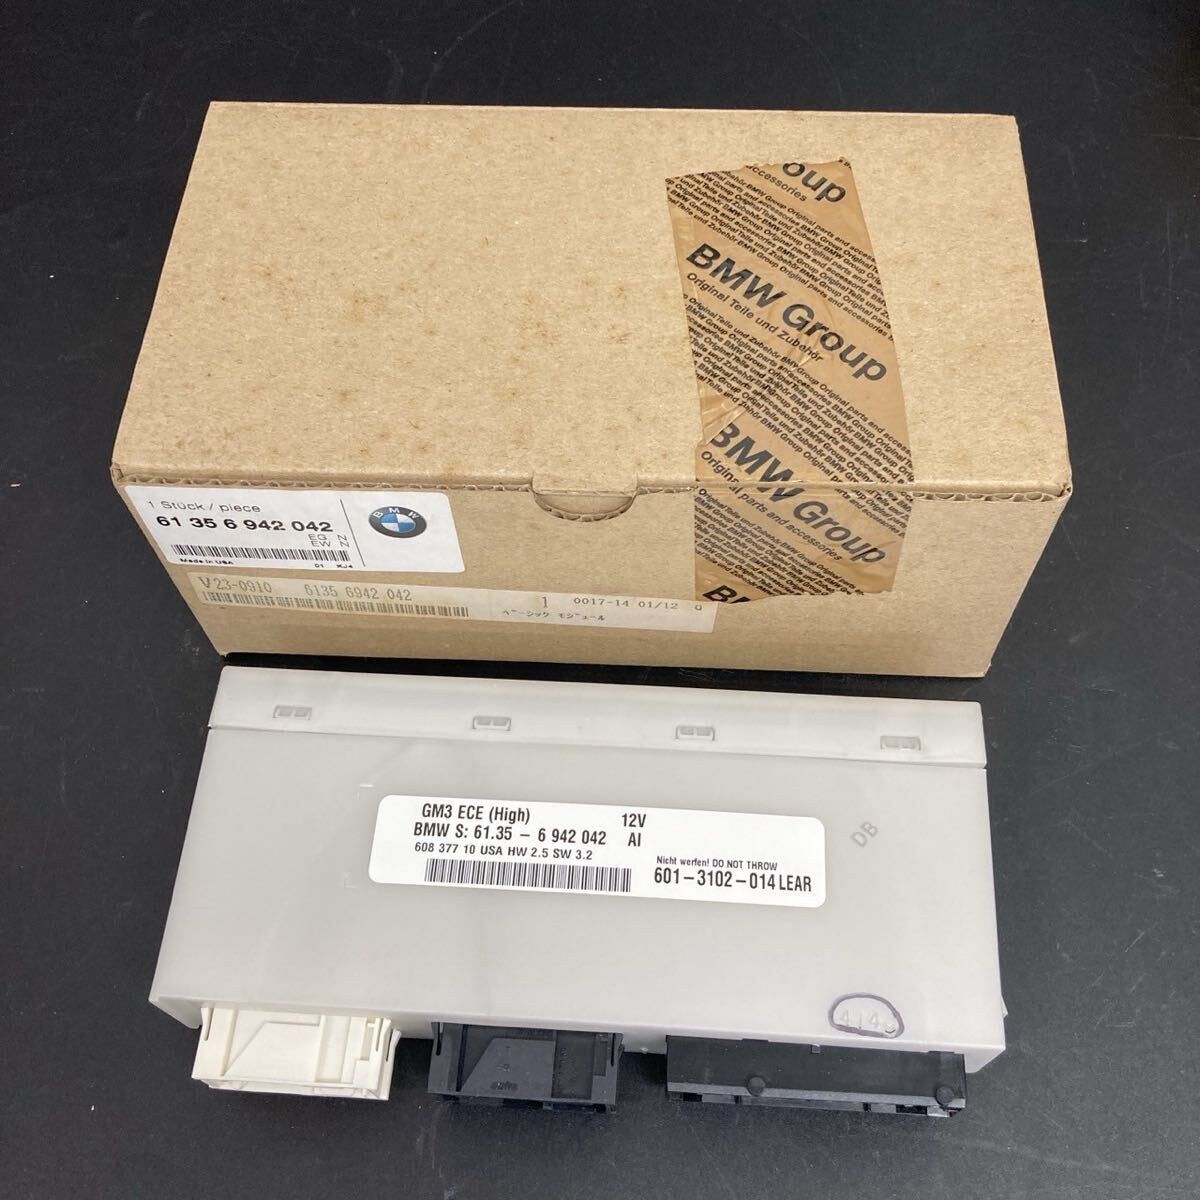 oup
accessories
BMW Group
Original Teile und Zubehör
BMW Group
Original parts and accessories
1 Stück / piece
61 35 6 942 042
EG N
EW N
Made in USA 01 XJ4
BMW
V23-0910 6135 6942 042 1 0017-14 01/12 Q
ベーシック モジュール
GM3 ECE (High) 12V
BMW S: 61.35 - 6 942 042 AI
608 377 10 USA HW 2.5 SW 3.2
Nicht werfen! DO NOT THROW
601-3102-014 LEAR
DB